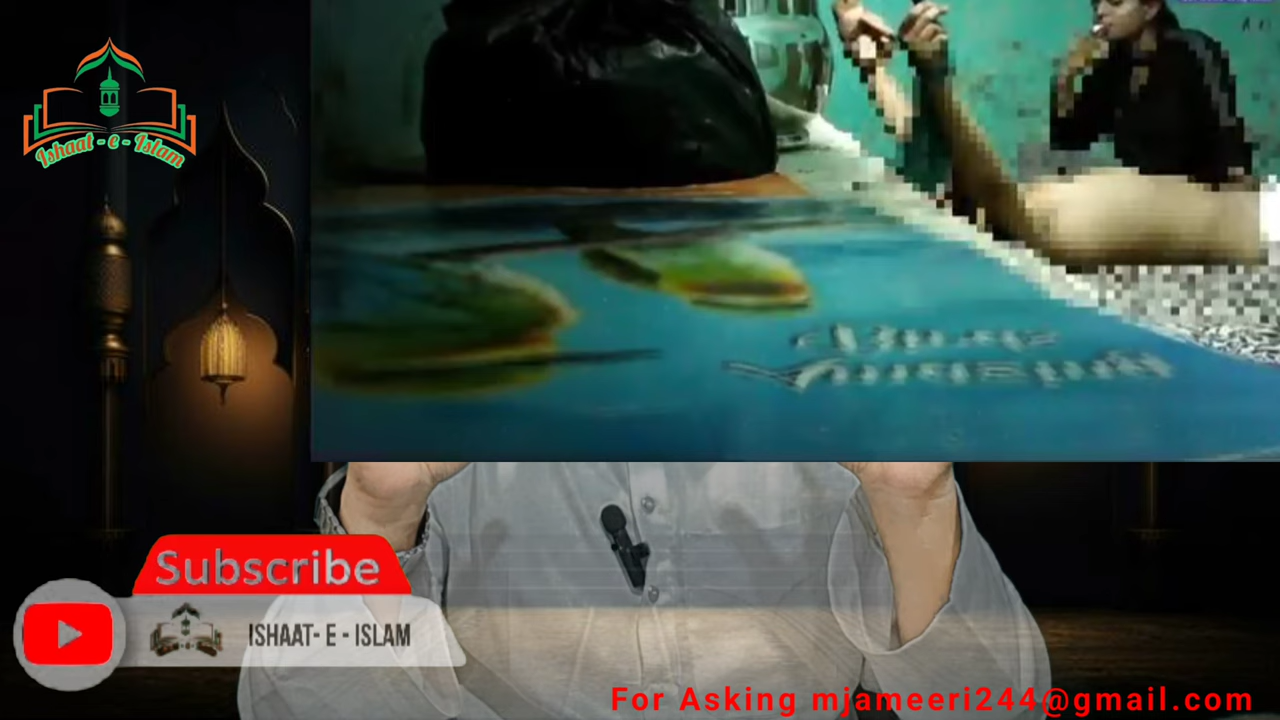 Ishaat - e - Islam
Subscribe
ISHAAT- E - ISLAM
For Asking mjameeri244@gmail.com